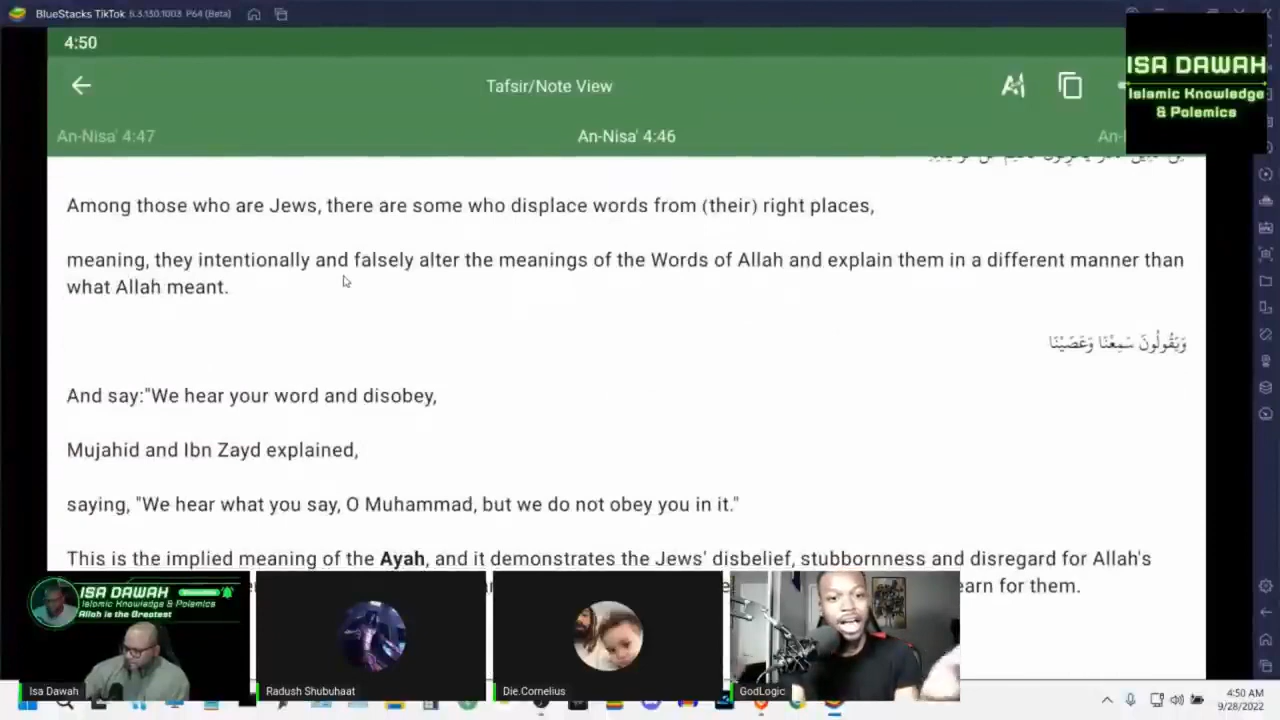 BlueStacks TikTok
5.3.130.1003 P64 (Beta)
4:50
Tafsir/Note View
An-Nisa' 4:47
An-Nisa' 4:46
ISA DAWAH
Islamic Knowledge
& Polemics
Among those who are Jews, there are some who displace words from (their) right places,
meaning, they intentionally and falsely alter the meanings of the Words of Allah and explain them in a different manner than
what Allah meant.
وَيَقُولُونَ سَمِعْنَا وَعَصَيْنَا
And say:"We hear your word and disobey,
Mujahid and Ibn Zayd explained,
saying, "We hear what you say, O Muhammad, but we do not obey you in it."
This is the implied meaning of the Ayah, and it demonstrates the Jews' disbelief, stubbornness and disregard for Allah's
earn for them.
ISA DAWAH
Islamic Knowledge & Polemics
Allah is the Greatest
Isa Dawah
Radush Shubuhaat
Die.Cornelius
GodLogic
4:50 AM
9/28/2022